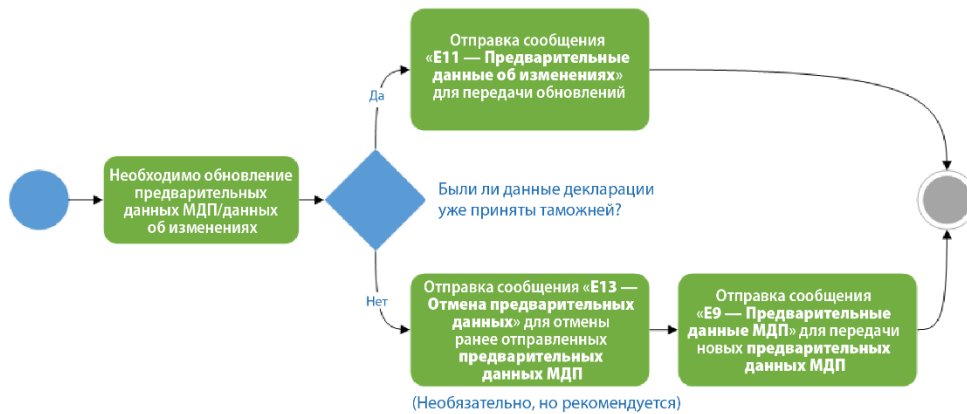 Отправка сообщения
«E11 — Предварительные
данные об изменениях»
для передачи обновлений
Да
Необходимо обновление
предварительных
данных МДП/данных
об изменениях
Были ли данные декларации
уже приняты таможней?
Нет
Отправка сообщения «E13 —
Отмена предварительных
данных» для отмены
ранее отправленных
предварительных
данных МДП
Отправка сообщения
«E9 — Предварительные
данные МДП» для передачи
новых предварительных
данных МДП
(Необязательно, но рекомендуется)